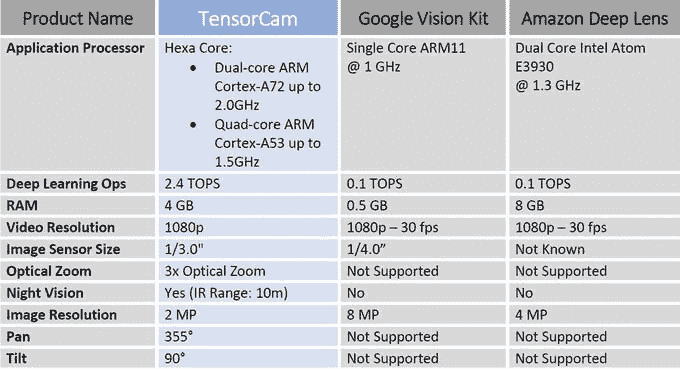 Product Name TensorCam Google Vision Kit Amazon Deep Lens
Application Processor Hexa Core: Single Core ARM11 Dual Core Intel Atom
• Dual-core ARM @ 1 GHz E3930
Cortex-A72 up to @ 1.3 GHz
2.0GHz
• Quad-core ARM
Cortex-A53 up to
1.5GHz
Deep Learning Ops 2.4 TOPS 0.1 TOPS 0.1 TOPS
RAM 4 GB 0.5 GB 8 GB
Video Resolution 1080p 1080p – 30 fps 1080p – 30 fps
Image Sensor Size 1/3.0" 1/4.0” Not Known
Optical Zoom 3x Optical Zoom Not Supported Not Supported
Night Vision Yes (IR Range: 10m) No No
Image Resolution 2 MP 8 MP 4 MP
Pan 355° Not Supported Not Supported
Tilt 90° Not Supported Not Supported